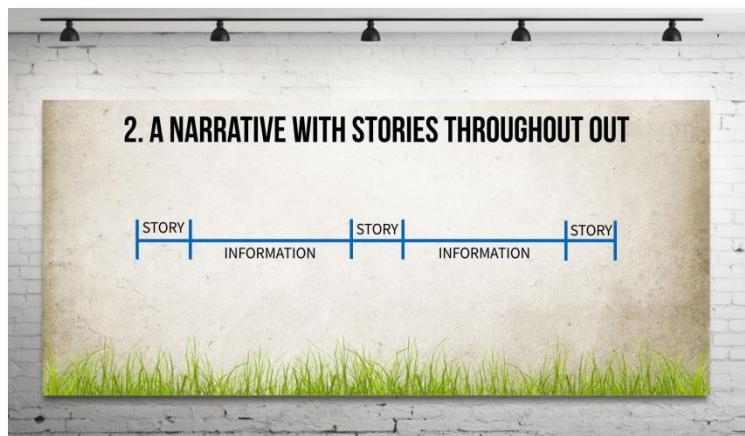 2. A NARRATIVE WITH STORIES THROUGHOUT OUT
STORY STORY STORY
INFORMATION INFORMATION